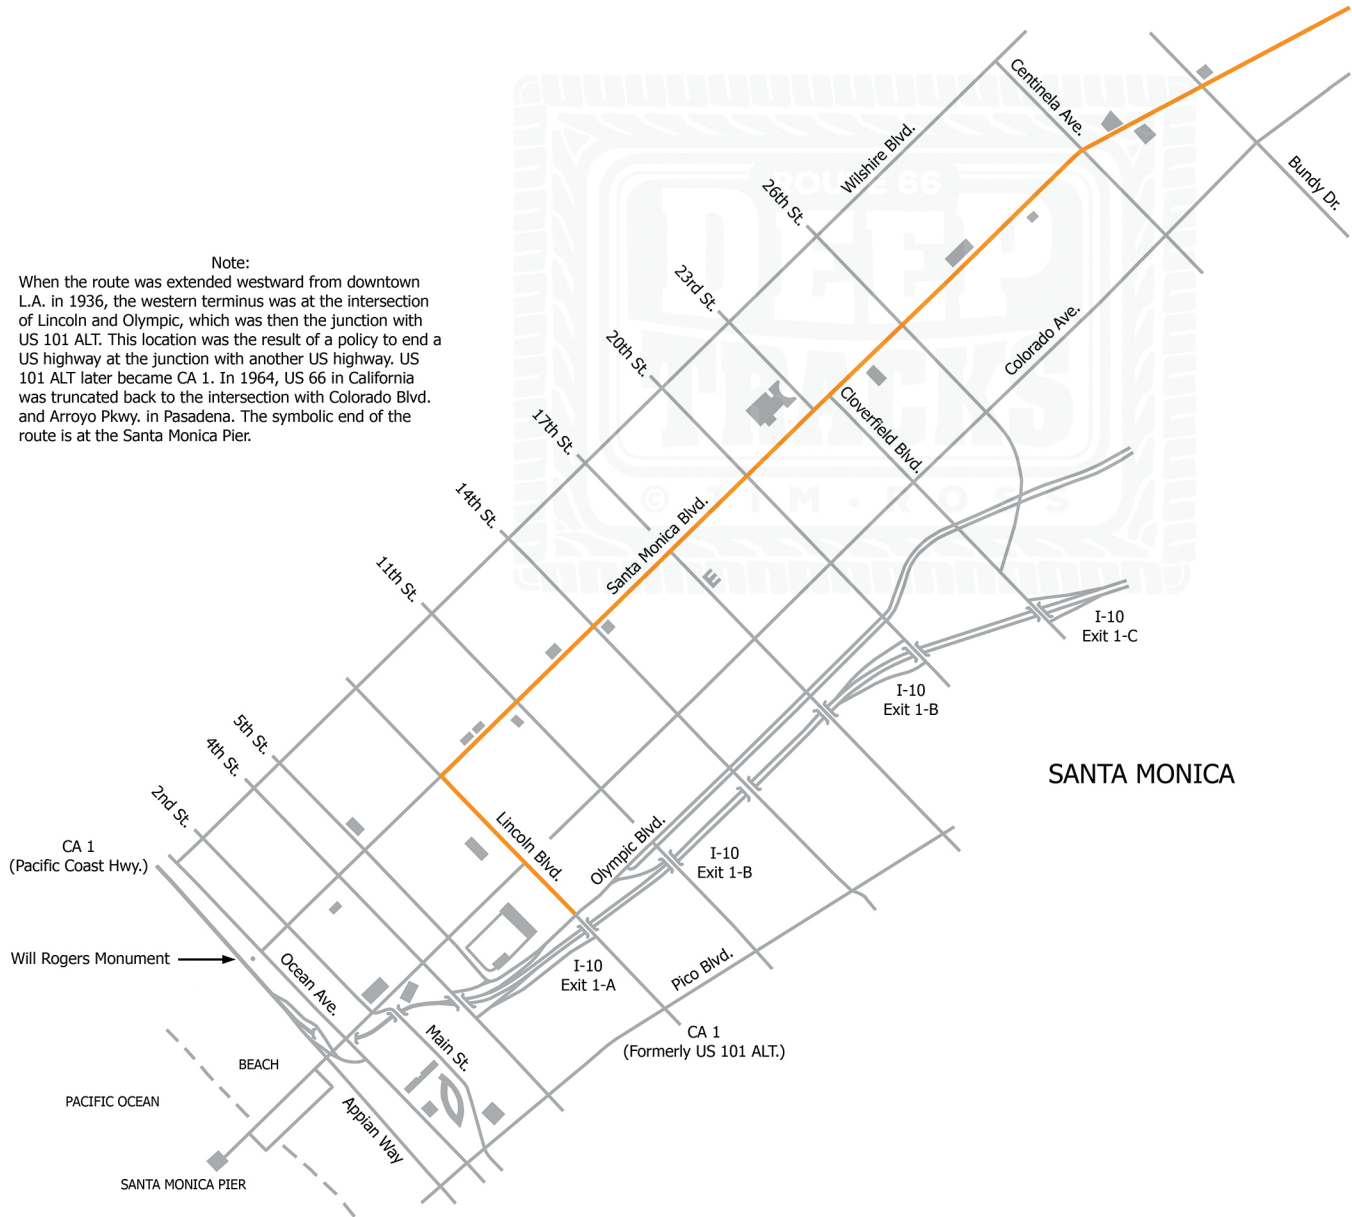 Centinela Ave.
Wilshire Blvd.
Bundy Dr.
26th St.
ROUTE 66
DEEP
TRACKS
© JIM · ROSS
23rd St.
Colorado Ave.
20th St.
Cloverfield Blvd.
17th St.
14th St.
Santa Monica Blvd.
11th St.
Note:
When the route was extended westward from downtown
L.A. in 1936, the western terminus was at the intersection
of Lincoln and Olympic, which was then the junction with
US 101 ALT. This location was the result of a policy to end a
US highway at the junction with another US highway. US
101 ALT later became CA 1. In 1964, US 66 in California
was truncated back to the intersection with Colorado Blvd.
and Arroyo Pkwy. in Pasadena. The symbolic end of the
route is at the Santa Monica Pier.
I-10
Exit 1-C
I-10
Exit 1-B
SANTA MONICA
5th St.
4th St.
2nd St.
Lincoln Blvd.
Olympic Blvd.
I-10
Exit 1-B
CA 1
(Pacific Coast Hwy.)
Will Rogers Monument
Ocean Ave.
I-10
Exit 1-A
Pico Blvd.
CA 1
(Formerly US 101 ALT.)
Main St.
BEACH
PACIFIC OCEAN
Appian Way
SANTA MONICA PIER